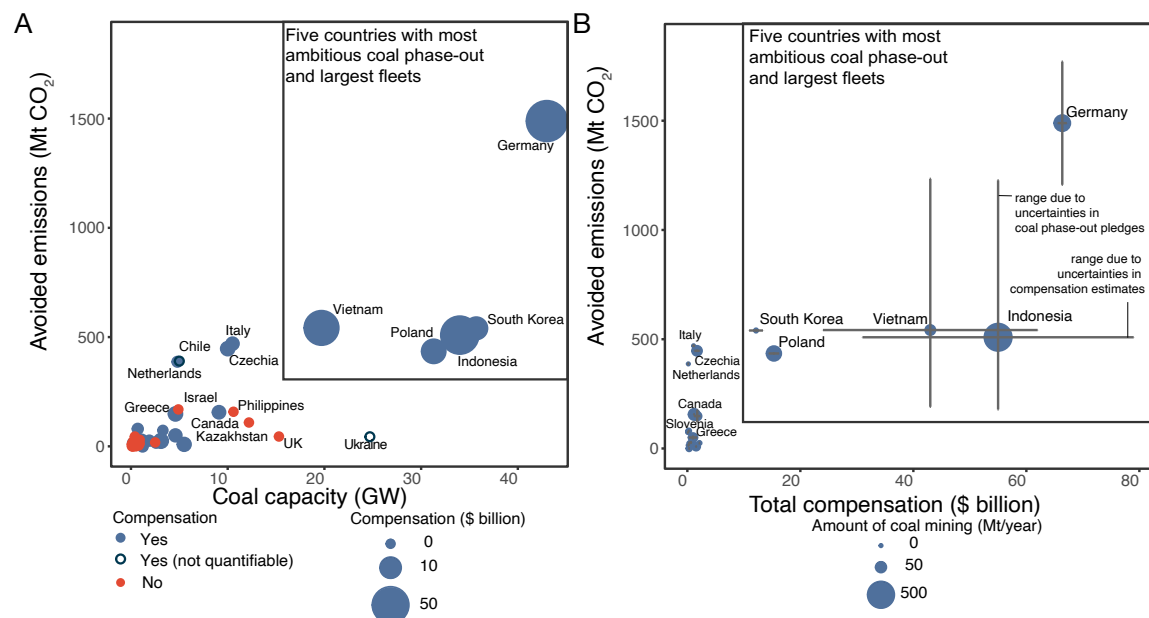 A
Avoided emissions (Mt CO₂)
1500
1000
500
0
Five countries with most
ambitious coal phase-out
and largest fleets
Germany
Vietnam
Poland
South Korea
Indonesia
Italy
Chile
Czechia
Netherlands
Israel
Greece
Philippines
Canada
Kazakhstan
UK
Ukraine
0
10
20
30
40
Coal capacity (GW)
Compensation
Yes
Yes (not quantifiable)
No
Compensation ($ billion)
0
10
50
B
Avoided emissions (Mt CO₂)
1500
1000
500
0
Five countries with most
ambitious coal phase-out
and largest fleets
Germany
range due to
uncertainties in
coal phase-out pledges
range due to
uncertainties in
compensation estimates
South Korea
Vietnam
Indonesia
Italy
Poland
Czechia
Netherlands
Canada
Slovenia
Greece
0
20
40
60
80
Total compensation ($ billion)
Amount of coal mining (Mt/year)
0
50
500